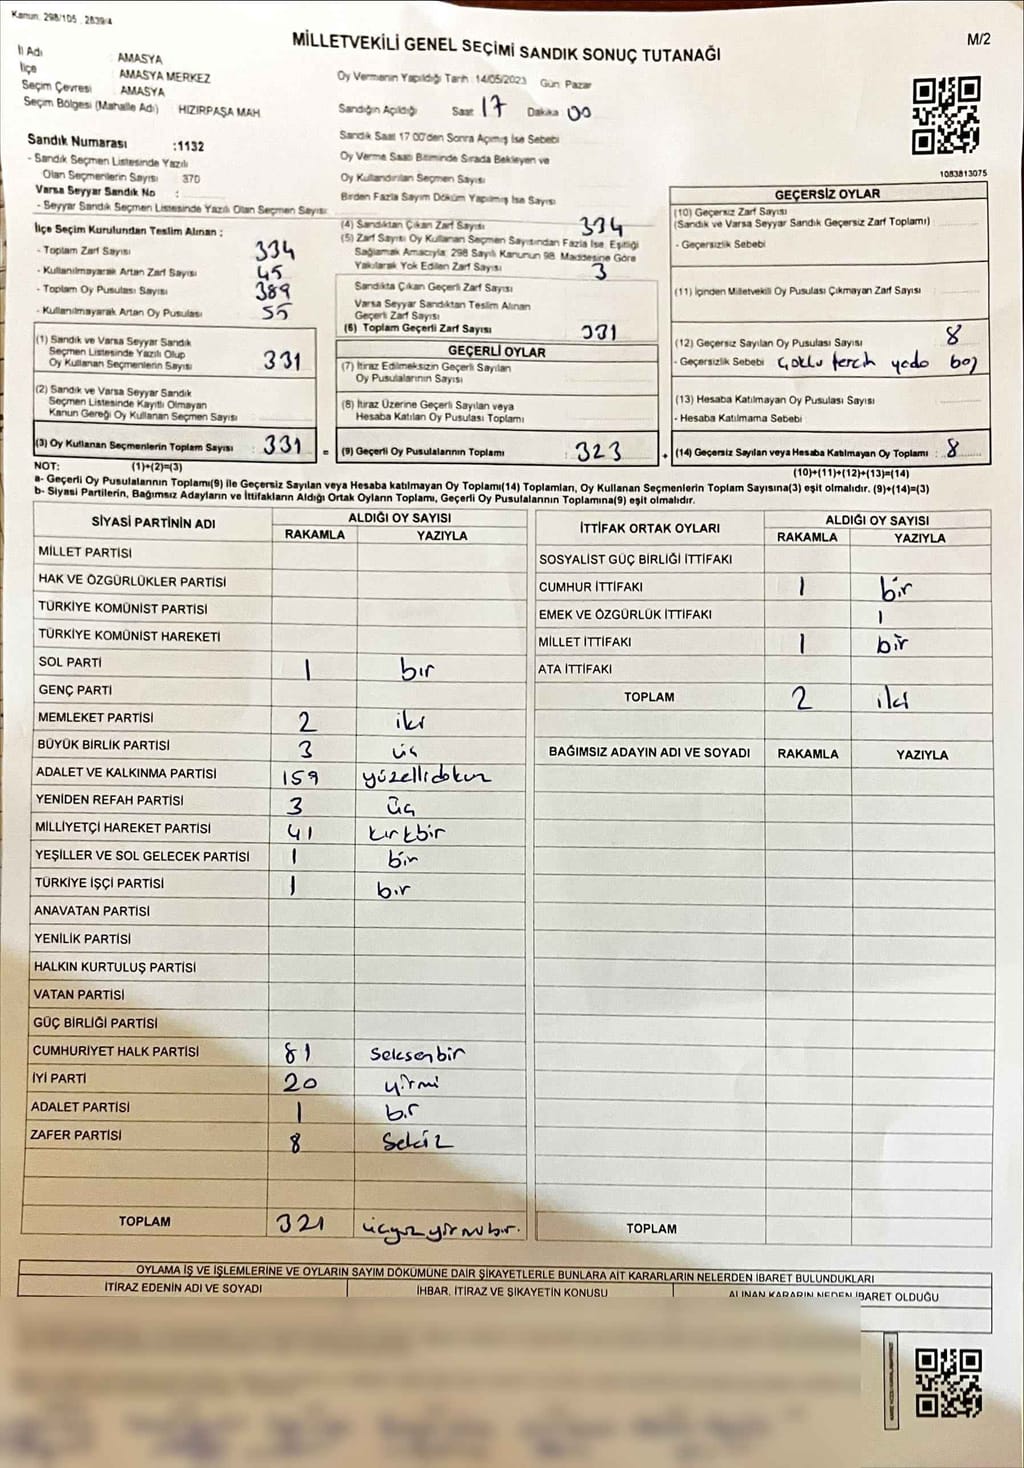 Kanun. 298/105 , 2839/4
MİLLETVEKİLİ GENEL SEÇİMİ SANDIK SONUÇ TUTANAĞI
M/2
İl Adı : AMASYA
İlçe : AMASYA MERKEZ
Seçim Çevresi : AMASYA
Seçim Bölgesi (Mahalle Adı) : HIZIRPAŞA MAH
Oy Vermenin Yapıldığı Tarih : 14/05/2023 Gün: Pazar
Sandığın Açıldığı Saat 17 Dakika 00
Sandık Saat 17 00'den Sonra Açılmış İse Sebebi
Oy Verme Saati Bitiminde Sırada Bekleyen ve
Oy Kullandırılan Seçmen Sayısı
Birden Fazla Sayım Döküm Yapılmış İse Sayısı
1083813075
Sandık Numarası :1132
- Sandık Seçmen Listesinde Yazılı
Olan Seçmenlerin Sayısı 370
Varsa Seyyar Sandık No :
- Seyyar Sandık Seçmen Listesinde Yazılı Olan Seçmen Sayısı:
İlçe Seçim Kurulundan Teslim Alınan ;
- Toplam Zarf Sayısı 334
- Kullanılmayarak Artan Zarf Sayısı 45
- Toplam Oy Pusulası Sayısı 389
- Kullanılmayarak Artan Oy Pusulası 55
(1) Sandık ve Varsa Seyyar Sandık
Seçmen Listesinde Yazılı Olup
Oy Kullanan Seçmenlerin Sayısı 331
(2) Sandık ve Varsa Seyyar Sandık
Seçmen Listesinde Kayıtlı Olmayan
Kanun Gereği Oy Kullanan Seçmen Sayısı
(3) Oy Kullanan Seçmenlerin Toplam Sayısı : 331 =
(4) Sandıktan Çıkan Zarf Sayısı 334
(5) Zarf Sayısı Oy Kullanan Seçmen Sayısından Fazla İse, Eşitliği
Sağlamak Amacıyla 298 Sayılı Kanunun 98. Maddesine Göre
Yakılarak Yok Edilen Zarf Sayısı 3
Sandıkta Çıkan Geçerli Zarf Sayısı
Varsa Seyyar Sandıktan Teslim Alınan
Geçerli Zarf Sayısı
(6) Toplam Geçerli Zarf Sayısı 331
GEÇERLİ OYLAR
(7) İtiraz Edilmeksizin Geçerli Sayılan
Oy Pusulalarının Sayısı
(8) İtiraz Üzerine Geçerli Sayılan veya
Hesaba Katılan Oy Pusulası Toplamı
(9) Geçerli Oy Pusulalarının Toplamı : 323 +
GEÇERSİZ OYLAR
(10) Geçersiz Zarf Sayısı
(Sandık ve Varsa Seyyar Sandık Geçersiz Zarf Toplamı)
- Geçersizlik Sebebi
(11) İçinden Milletvekili Oy Pusulası Çıkmayan Zarf Sayısı
(12) Geçersiz Sayılan Oy Pusulası Sayısı 8
- Geçersizlik Sebebi çoklu tercih yada boş
(13) Hesaba Katılmayan Oy Pusulası Sayısı
- Hesaba Katılmama Sebebi
(14) Geçersiz Sayılan veya Hesaba Katılmayan Oy Toplamı : 8
NOT: (1)+(2)=(3) (10)+(11)+(12)+(13)=(14)
a- Geçerli Oy Pusulalarının Toplamı(9) ile Geçersiz Sayılan veya Hesaba katılmayan Oy Toplamı(14) Toplamları, Oy Kullanan Seçmenlerin Toplam Sayısına(3) eşit olmalıdır. (9)+(14)=(3)
b- Siyasi Partilerin, Bağımsız Adayların ve İttifakların Aldığı Ortak Oyların Toplamı, Geçerli Oy Pusulalarının Toplamına(9) eşit olmalıdır.
SİYASİ PARTİNİN ADI ALDIĞI OY SAYISI
RAKAMLA YAZIYLA
MİLLET PARTİSİ
HAK VE ÖZGÜRLÜKLER PARTİSİ
TÜRKİYE KOMÜNİST PARTİSİ
TÜRKİYE KOMÜNİST HAREKETİ
SOL PARTİ 1 bir
GENÇ PARTİ
MEMLEKET PARTİSİ 2 iki
BÜYÜK BİRLİK PARTİSİ 3 üç
ADALET VE KALKINMA PARTİSİ 159 yüzellidokuz
YENİDEN REFAH PARTİSİ 3 üç
MİLLİYETÇİ HAREKET PARTİSİ 41 kırkbir
YEŞİLLER VE SOL GELECEK PARTİSİ 1 bir
TÜRKİYE İŞÇİ PARTİSİ 1 bir
ANAVATAN PARTİSİ
YENİLİK PARTİSİ
HALKIN KURTULUŞ PARTİSİ
VATAN PARTİSİ
GÜÇ BİRLİĞİ PARTİSİ
CUMHURİYET HALK PARTİSİ 81 seksenbir
İYİ PARTİ 20 yirmi
ADALET PARTİSİ 1 bir
ZAFER PARTİSİ 8 Sekiz
TOPLAM 321 üçyüzyirmibir.
İTTİFAK ORTAK OYLARI ALDIĞI OY SAYISI
RAKAMLA YAZIYLA
SOSYALİST GÜÇ BİRLİĞİ İTTİFAKI
CUMHUR İTTİFAKI 1 bir
EMEK VE ÖZGÜRLÜK İTTİFAKI 1
MİLLET İTTİFAKI 1 bir
ATA İTTİFAKI
TOPLAM 2 iki
BAĞIMSIZ ADAYIN ADI VE SOYADI RAKAMLA YAZIYLA
TOPLAM
OYLAMA İŞ VE İŞLEMLERİNE VE OYLARIN SAYIM DÖKÜMÜNE DAİR ŞİKAYETLERLE BUNLARA AİT KARARLARIN NELERDEN İBARET BULUNDUKLARI
İTİRAZ EDENİN ADI VE SOYADI İHBAR, İTİRAZ VE ŞİKAYETİN KONUSU ALINAN KARARIN NEDEN İBARET OLDUĞU